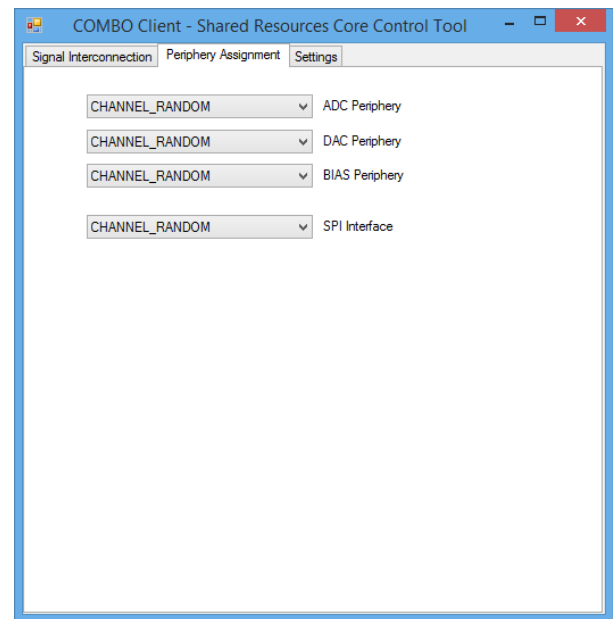 COMBO Client - Shared Resources Core Control Tool
Signal Interconnection Periphery Assignment Settings
CHANNEL_RANDOM ADC Periphery
CHANNEL_RANDOM DAC Periphery
CHANNEL_RANDOM BIAS Periphery
CHANNEL_RANDOM SPI Interface